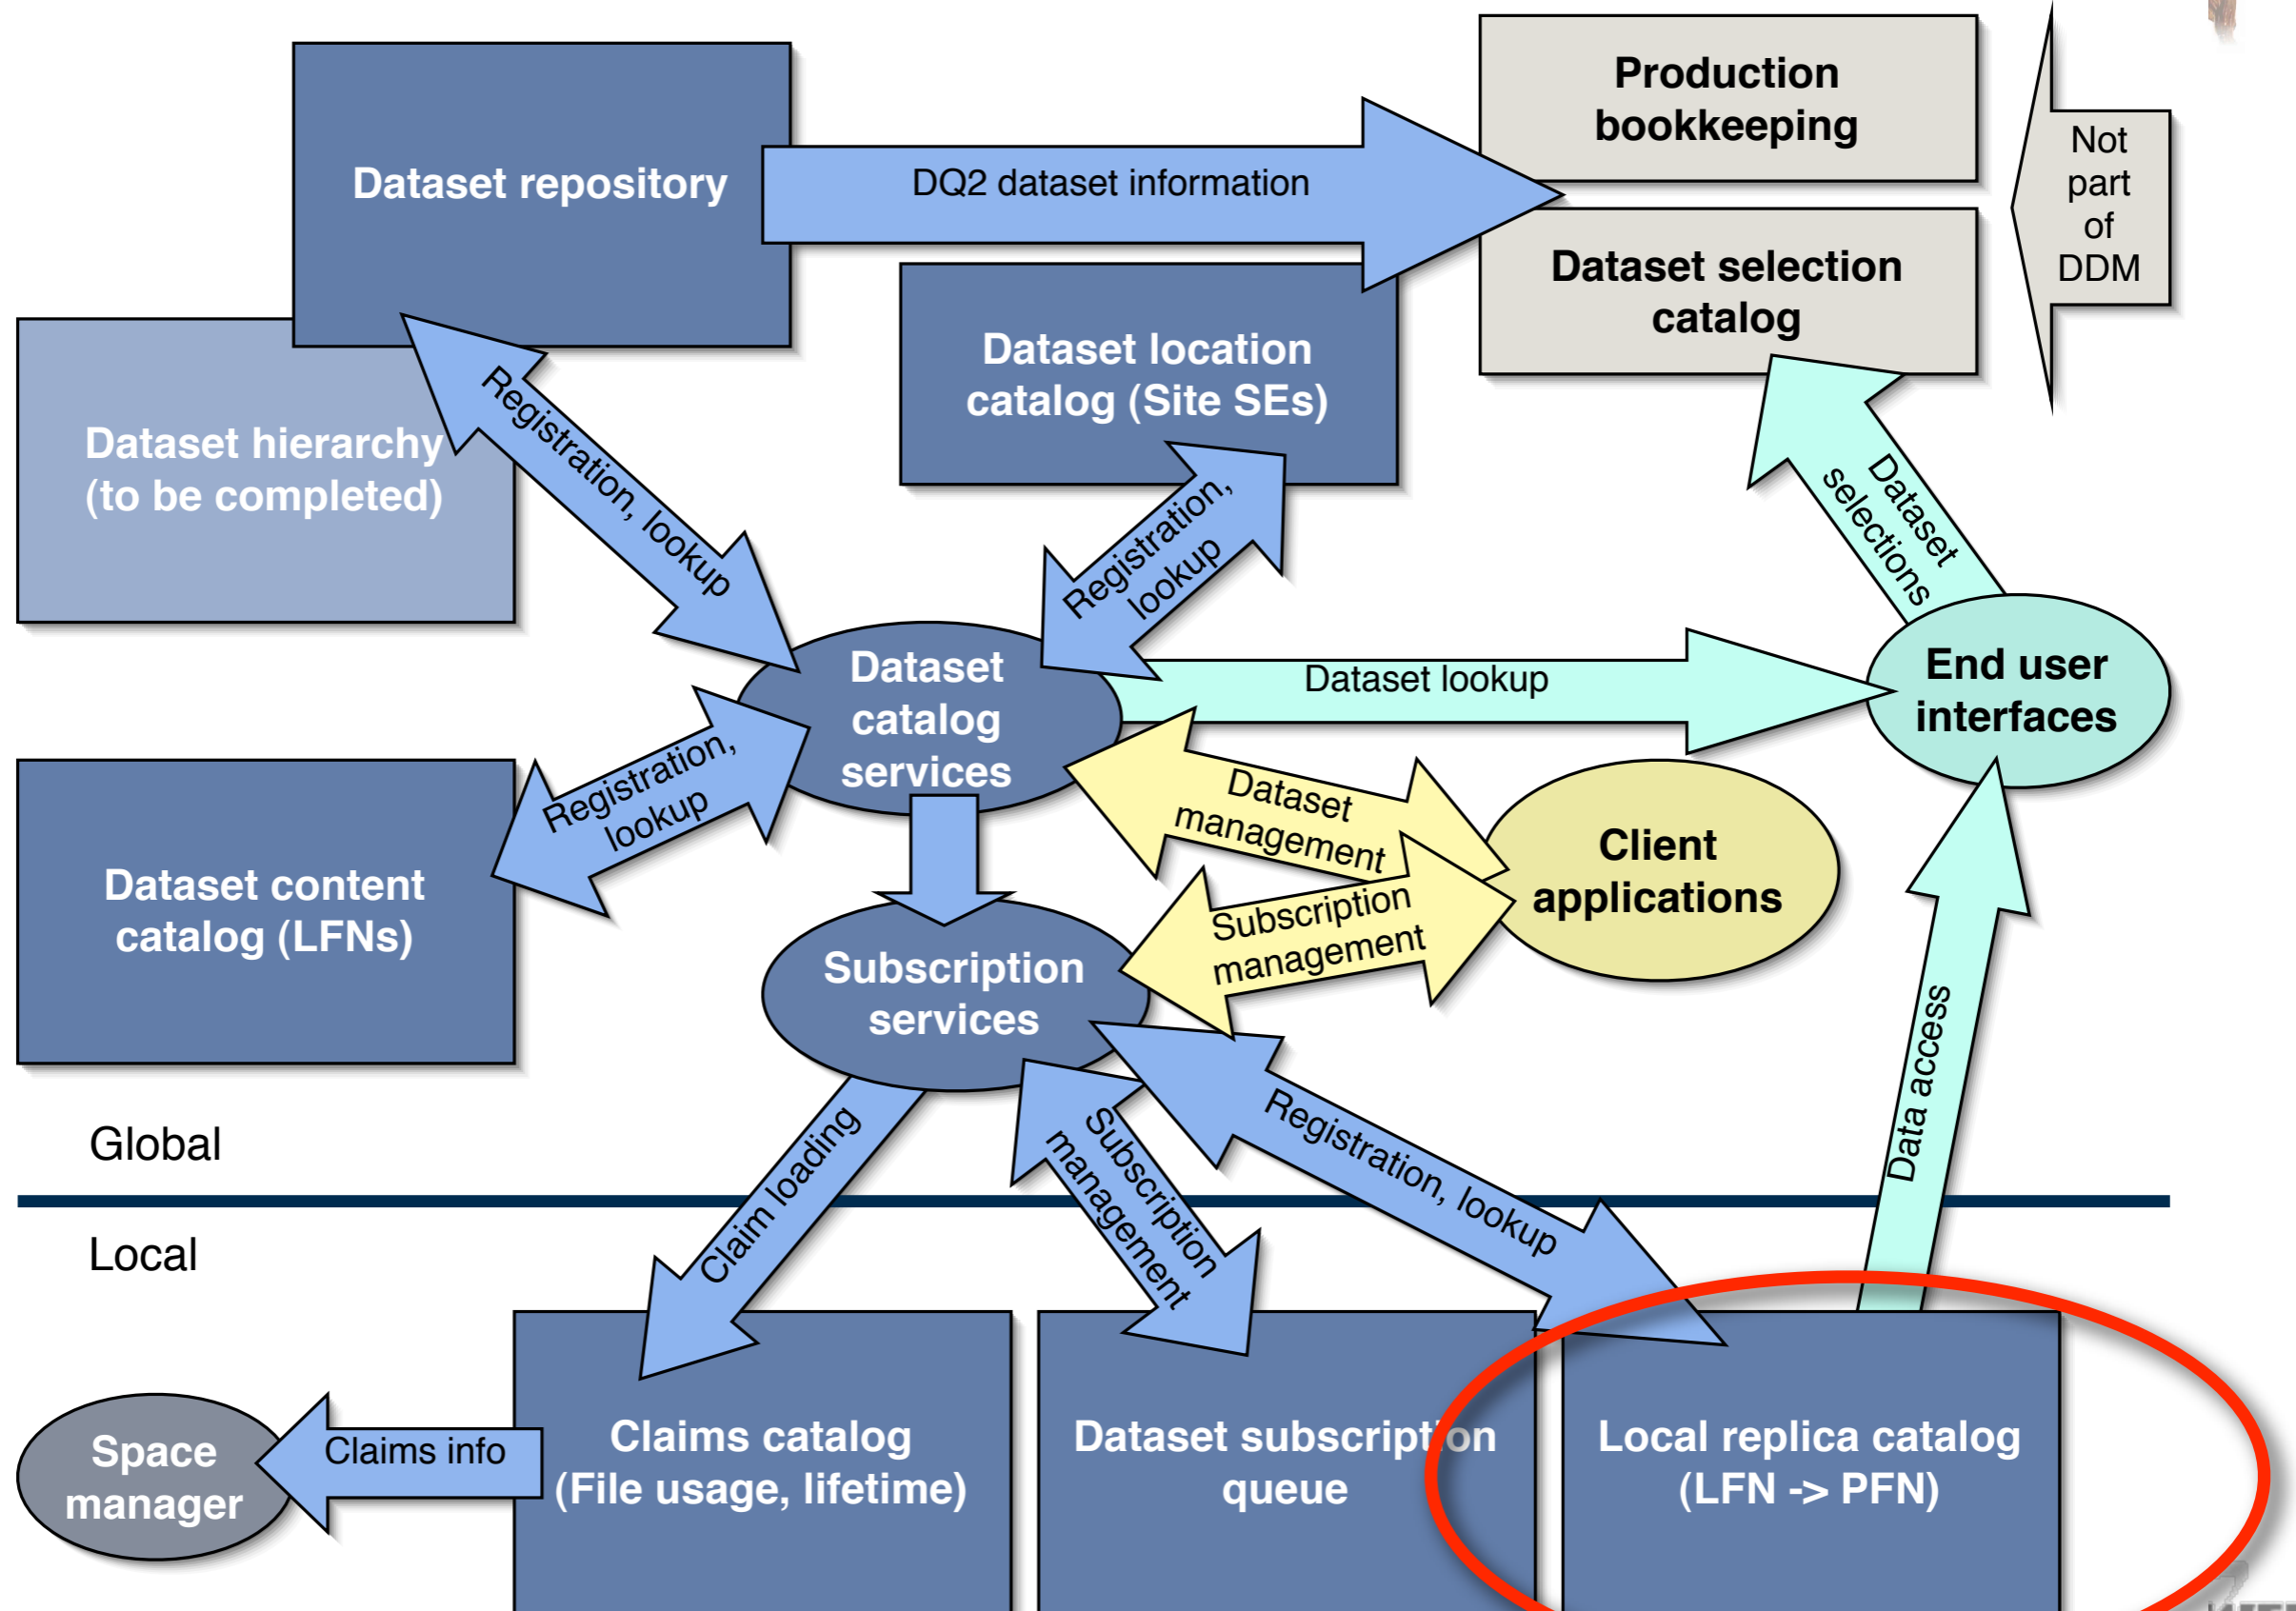 Production
bookkeeping
Not
part
of
DDM
Dataset repository
DQ2 dataset information
Dataset selection
catalog
Dataset location
catalog (Site SEs)
Dataset hierarchy
(to be completed)
Registration, lookup
Registration,
lookup
Dataset
selections
Dataset
catalog
services
Dataset lookup
End user
interfaces
Registration,
lookup
Dataset
management
Client
applications
Dataset content
catalog (LFNs)
Subscription
management
Subscription
services
Data access
Global
Claim loading
Subscription
management
Registration, lookup
Local
Space
manager
Claims info
Claims catalog
(File usage, lifetime)
Dataset subscription
queue
Local replica catalog
(LFN -> PFN)